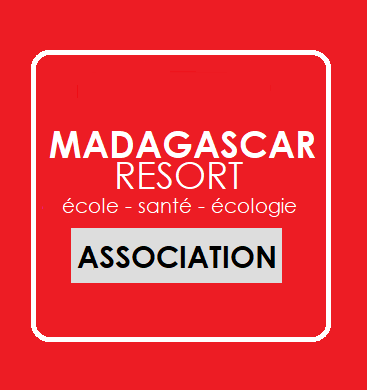 MADAGASCAR
RESORT
école - santé - écologie
ASSOCIATION